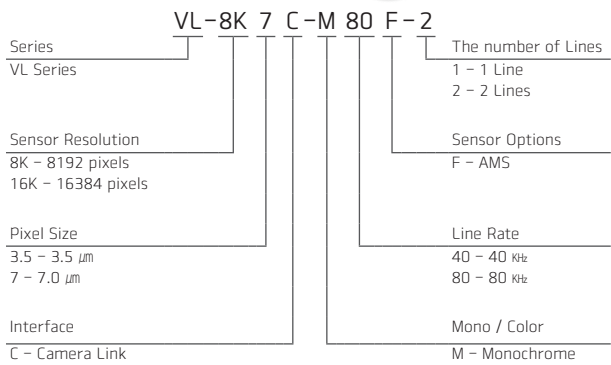 VL-8K 7 C-M 80 F-2
Series
VL Series
The number of Lines
1 - 1 Line
2 - 2 Lines
Sensor Resolution
8K - 8192 pixels
16K - 16384 pixels
Sensor Options
F - AMS
Pixel Size
3.5 - 3.5 ㎛
7 - 7.0 ㎛
Line Rate
40 - 40 ㎑
80 - 80 ㎑
Interface
C - Camera Link
Mono / Color
M - Monochrome